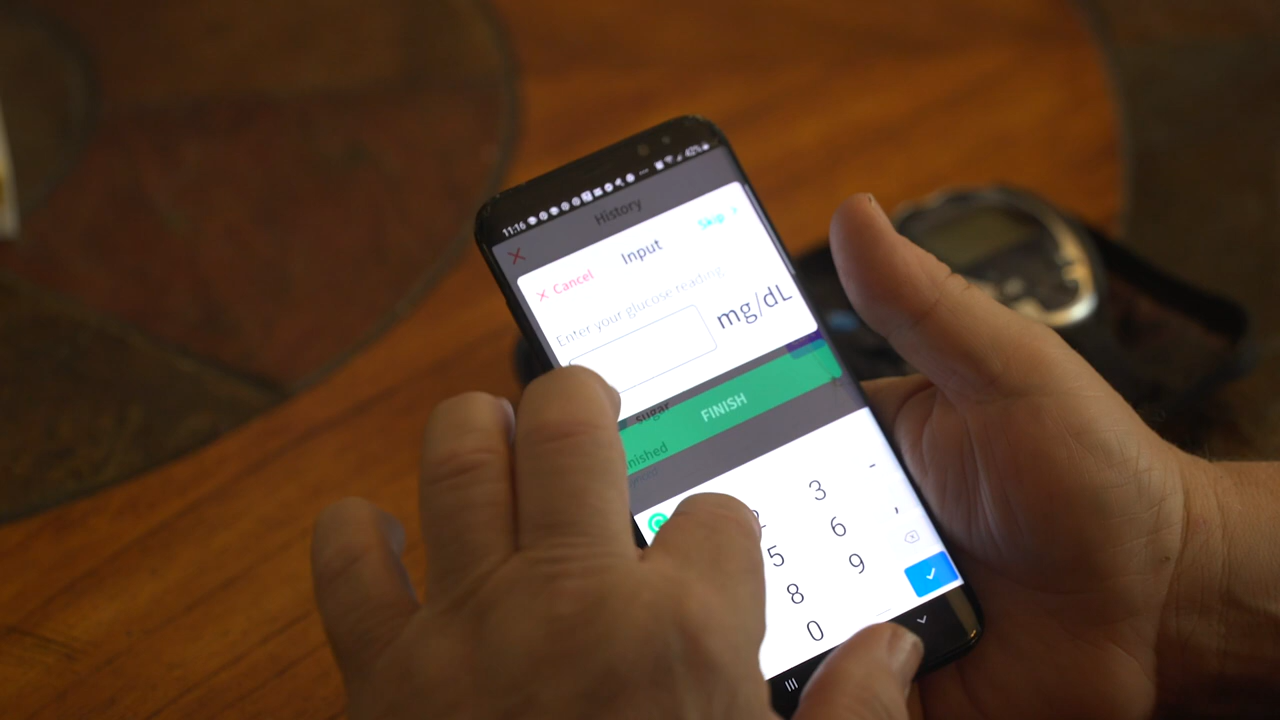 11:16 42%
History
Cancel Input Skip
Enter your glucose reading
mg/dL
sugar
FINISH
nished
3 -
5 6 ,
8 9
0